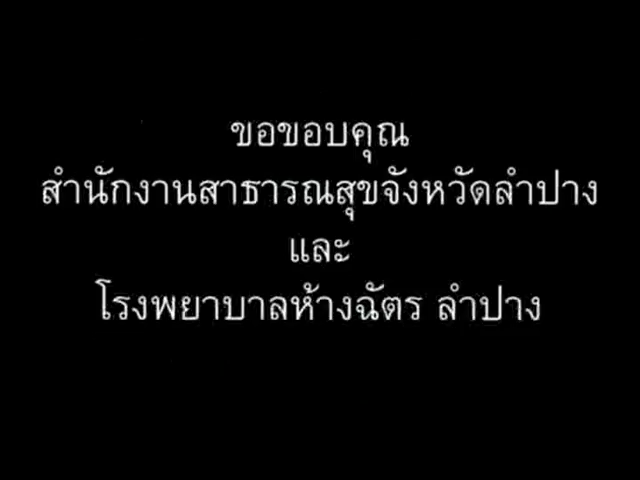 ขอขอบคุณ
สำนักงานสาธารณสุขจังหวัดลำปาง
และ
โรงพยาบาลห้างฉัตร ลำปาง